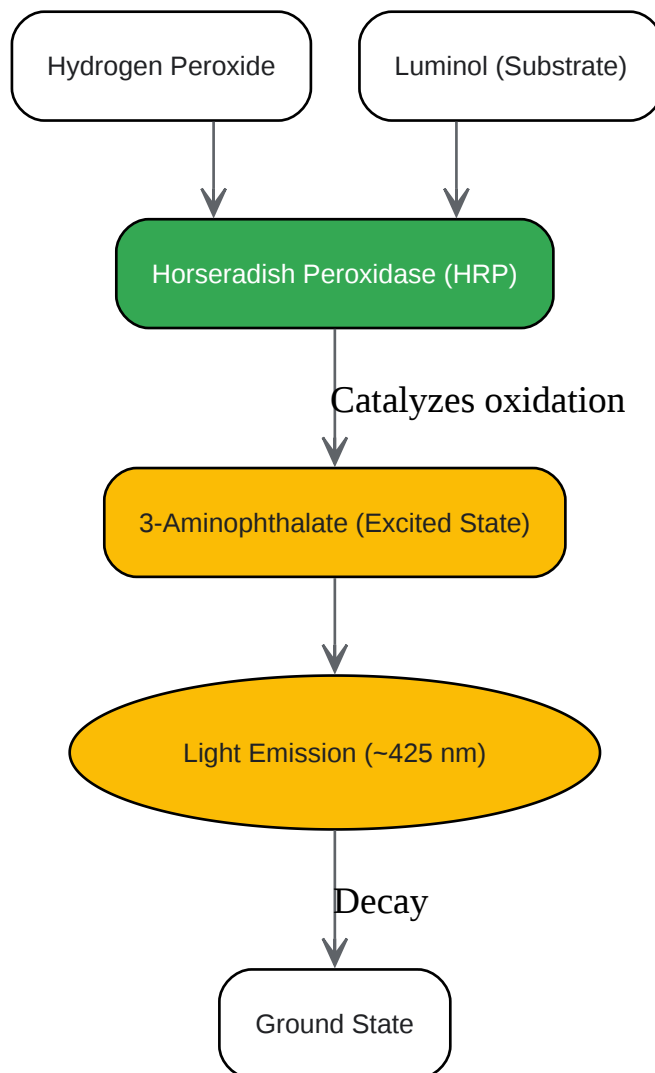 Hydrogen Peroxide
Luminol (Substrate)
Horseradish Peroxidase (HRP)
Catalyzes oxidation
3-Aminophthalate (Excited State)
Light Emission (~425 nm)
Decay
Ground State